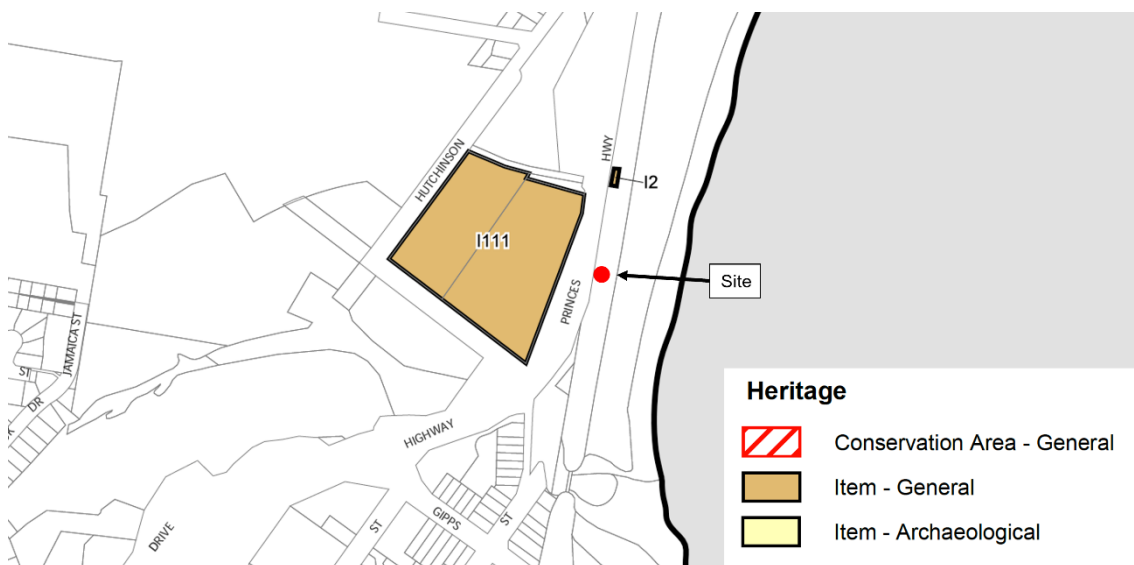 HUTCHINSON
HWY
I2
I111
Site
PRINCES
JAMAICA ST
ST
DR
HIGHWAY
GIPPS
ST
ST
DRIVE
Heritage
Conservation Area - General
Item - General
Item - Archaeological